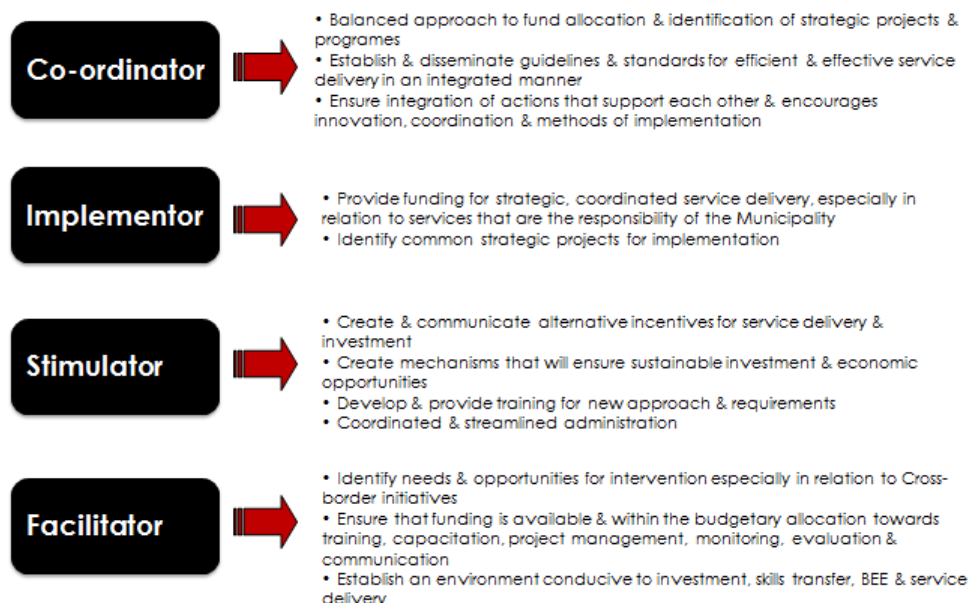 Co-ordinator
• Balanced approach to fund allocation & identification of strategic projects &
programes
• Establish & disseminate guidelines & standards for efficient & effective service
delivery in an integrated manner
• Ensure integration of actions that support each other & encourages
innovation, coordination & methods of implementation
Implementor
• Provide funding for strategic, coordinated service delivery, especially in
relation to services that are the responsibility of the Municipality
• Identify common strategic projects for implementation
Stimulator
• Create & communicate alternative incentives for service delivery &
investment
• Create mechanisms that will ensure sustainable investment & economic
opportunities
• Develop & provide training for new approach & requirements
• Coordinated & streamlined administration
Facilitator
• Identify needs & opportunities for intervention especially in relation to Cross-
border initiatives
• Ensure that funding is available & within the budgetary allocation towards
training, capacitation, project management, monitoring, evaluation &
communication
• Establish an environment conducive to investment, skills transfer, BEE & service
delivery